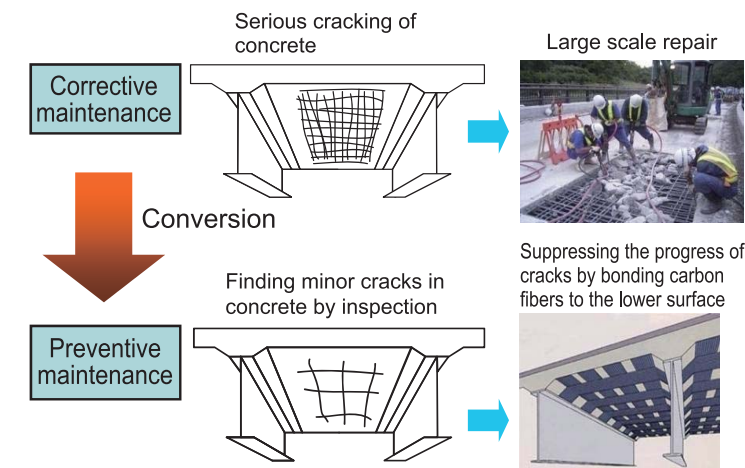 Serious cracking of
concrete
Large scale repair
Corrective
maintenance
Conversion
Suppressing the progress of
cracks by bonding carbon
fibers to the lower surface
Finding minor cracks in
concrete by inspection
Preventive
maintenance